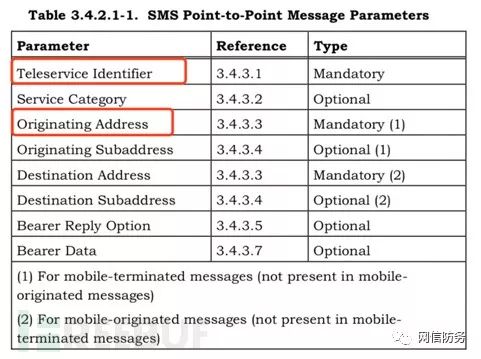 Table 3.4.2.1-1. SMS Point-to-Point Message Parameters
Parameter Reference Type
Teleservice Identifier 3.4.3.1 Mandatory
Service Category 3.4.3.2 Optional
Originating Address 3.4.3.3 Mandatory (1)
Originating Subaddress 3.4.3.4 Optional (1)
Destination Address 3.4.3.3 Mandatory (2)
Destination Subaddress 3.4.3.4 Optional (2)
Bearer Reply Option 3.4.3.5 Optional
Bearer Data 3.4.3.7 Optional
(1) For mobile-terminated messages (not present in mobile-
originated messages)
(2) For mobile-originated messages (not present in mobile-
terminated messages)
REEBUF
网信防务